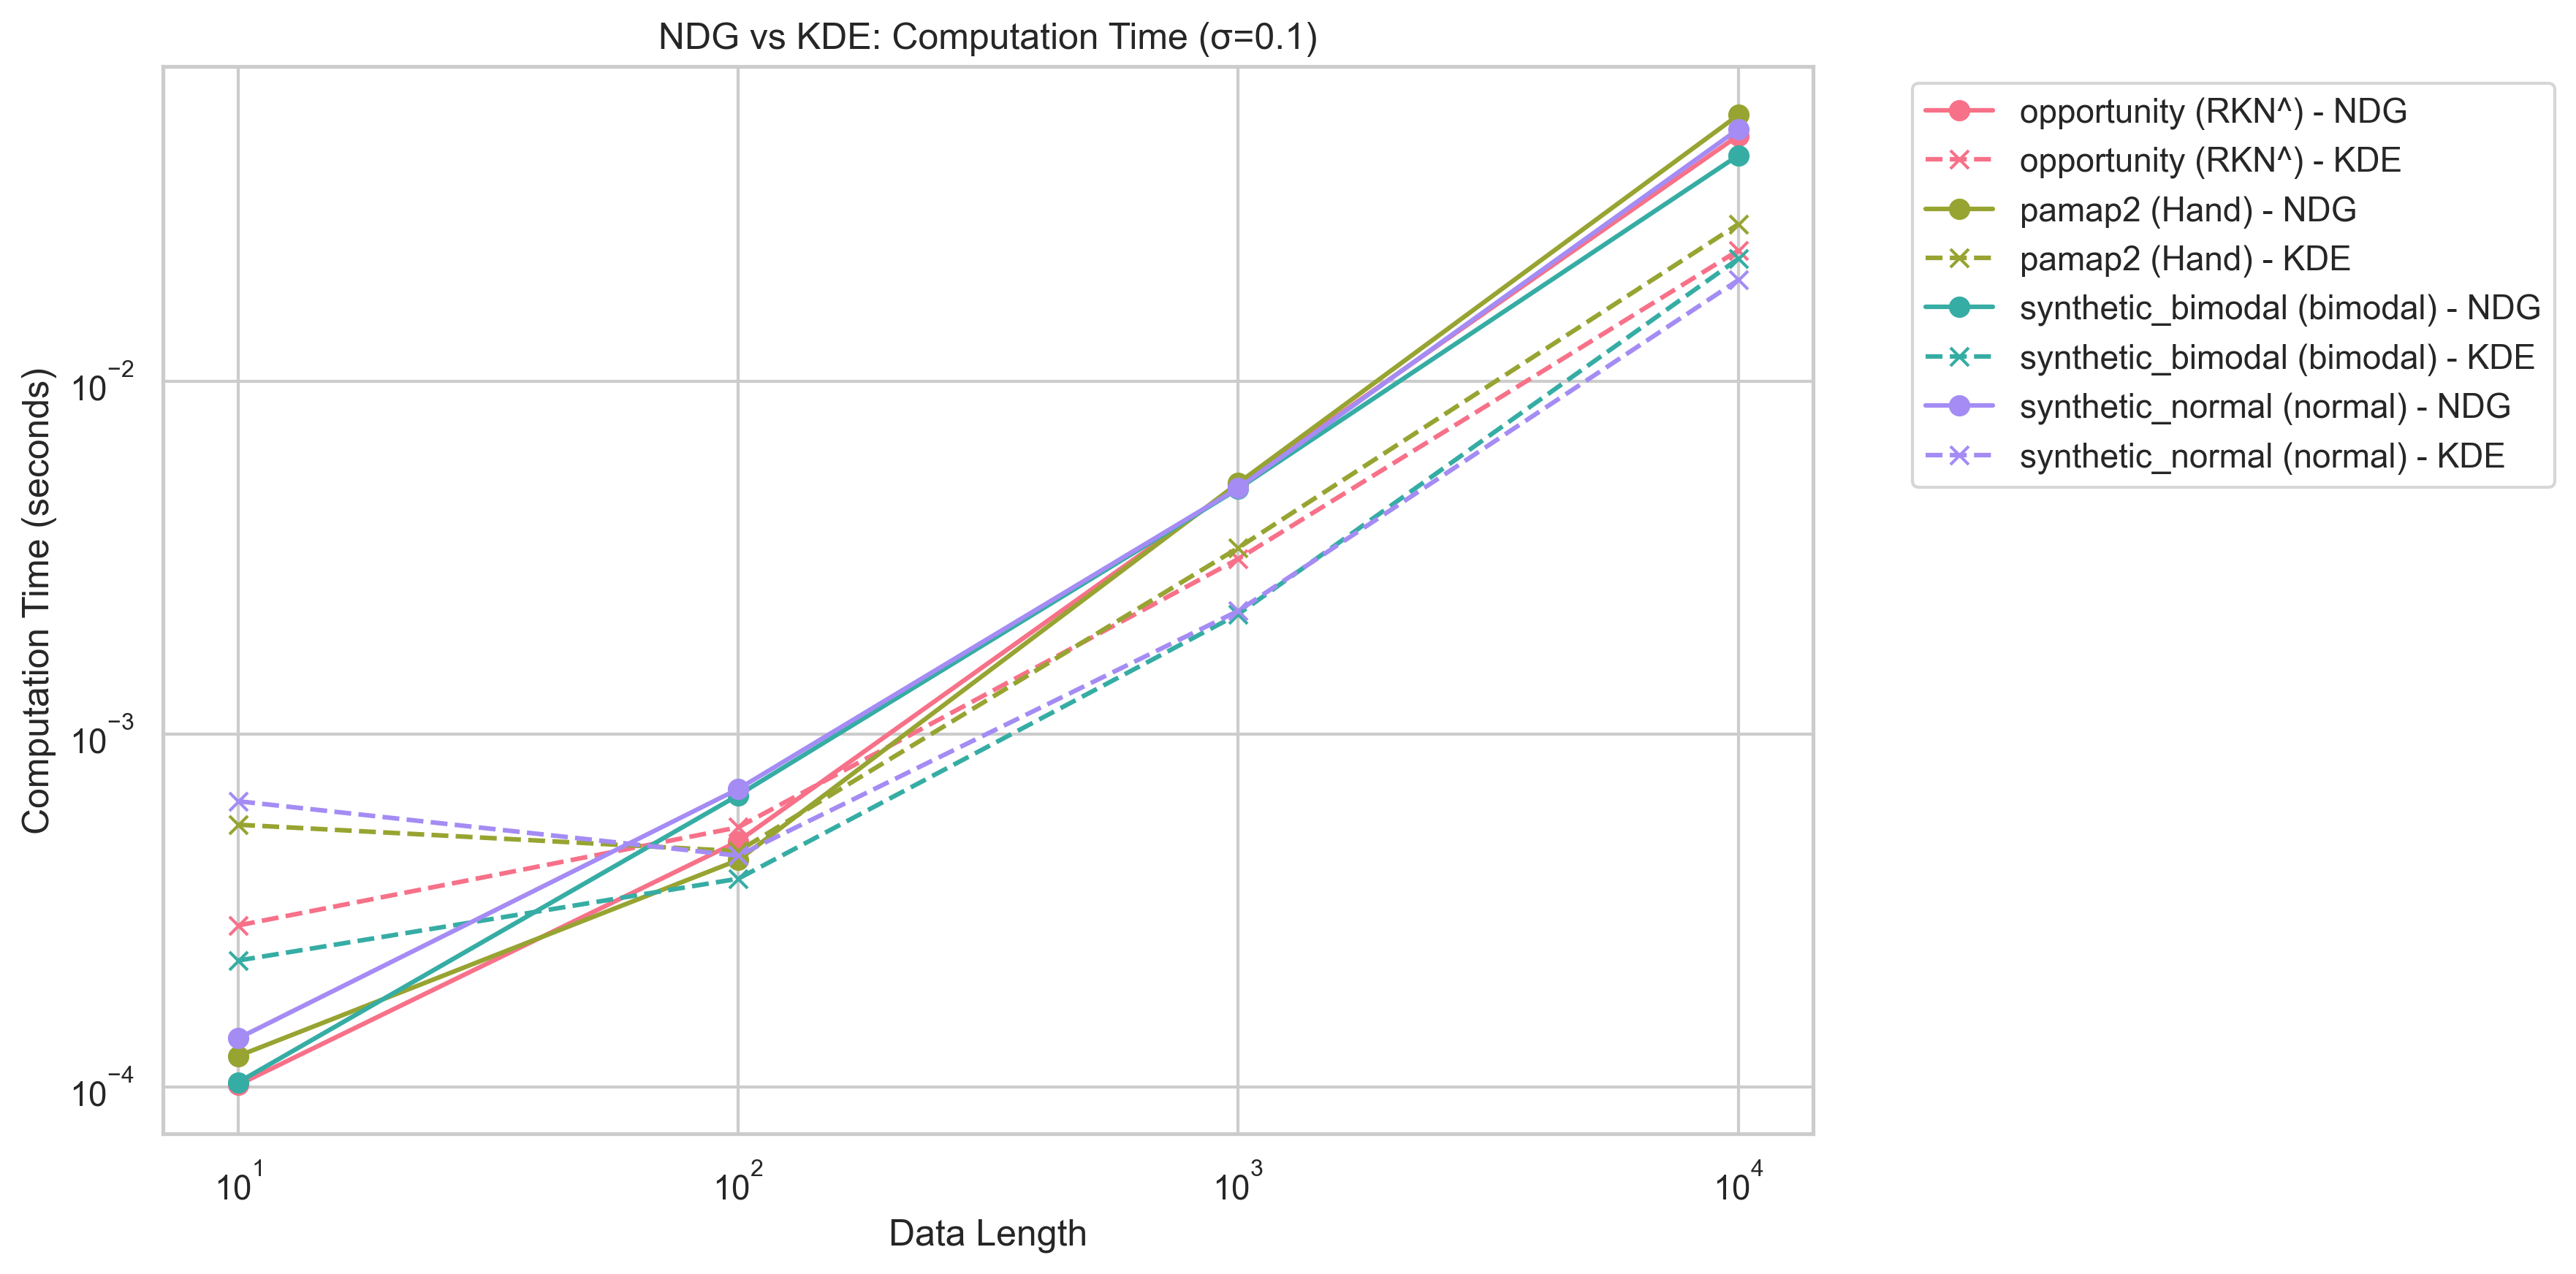 NDG vs KDE: Computation Time (σ=0.1)
opportunity (RKN^) - NDG
opportunity (RKN^) - KDE
pamap2 (Hand) - NDG
pamap2 (Hand) - KDE
synthetic_bimodal (bimodal) - NDG
synthetic_bimodal (bimodal) - KDE
synthetic_normal (normal) - NDG
synthetic_normal (normal) - KDE
Computation Time (seconds)
10⁻²
10⁻³
10⁻⁴
10¹ 10² 10³ 10⁴
Data Length